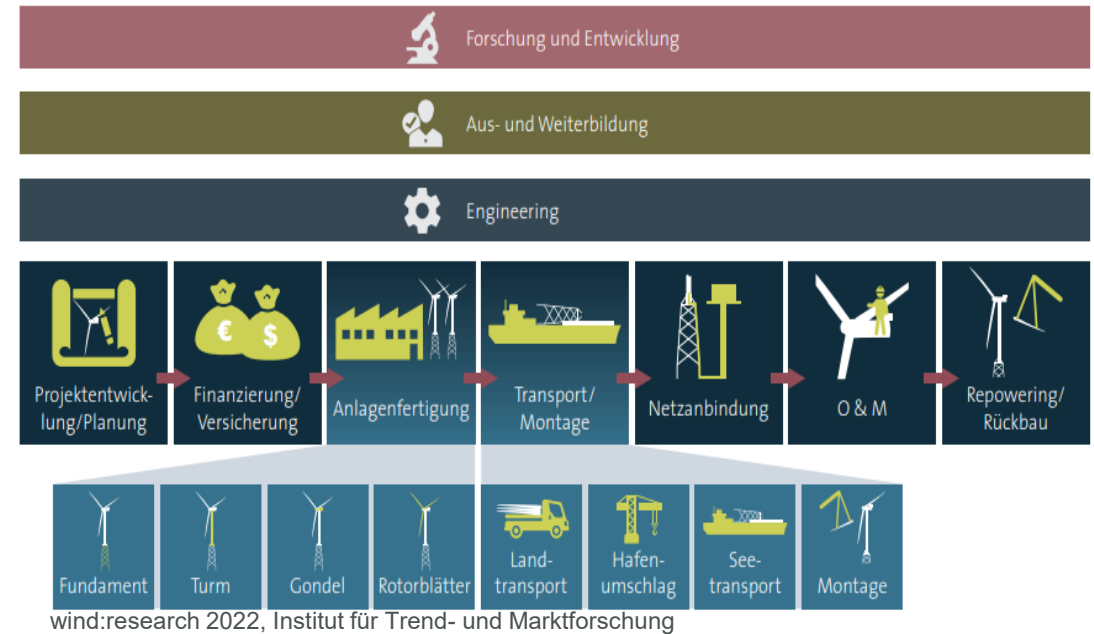 Forschung und Entwicklung
Aus- und Weiterbildung
Engineering
Projektentwick-
lung/Planung
Finanzierung/
Versicherung
Anlagenfertigung
Transport/
Montage
Netzanbindung
O & M
Repowering/
Rückbau
Fundament
Turm
Gondel
Rotorblätter
Land-
transport
Hafen-
umschlag
See-
transport
Montage
wind:research 2022, Institut für Trend- und Marktforschung